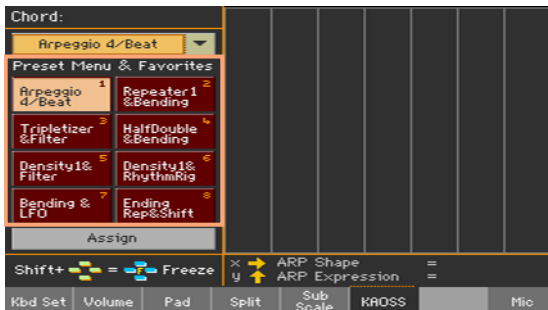 Chord:
Arpeggio 4/Beat
Preset Menu & Favorites
Arpeggio 1
4/Beat
Repeater1 2
&Bending
Tripletizer 3
&Filter
HalfDouble 4
&Bending
Density1& 5
Filter
Density1& 6
RhythmRig
Bending & 7
LFO
Ending 8
Rep&Shift
Assign
Shift+ = F Freeze
x ARP Shape =
y ARP Expression =
Kbd Set Volume Pad Split Sub KAOSS Mic
Scale